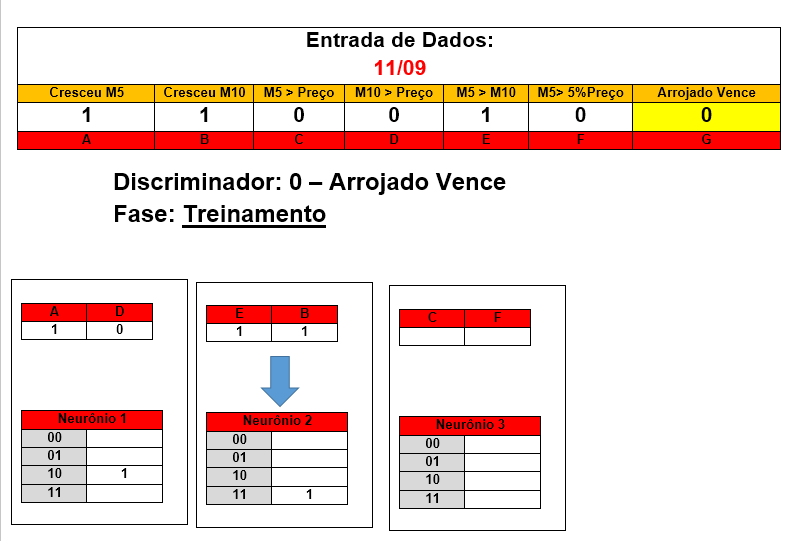 Entrada de Dados:
11/09
Cresceu M5 Cresceu M10 M5 > Preço M10 > Preço M5 > M10 M5> 5%Preço Arrojado Vence
1 1 0 0 1 0 0
A B C D E F G
Discriminador: 0 – Arrojado Vence
Fase: Treinamento
A D
1 0
Neurônio 1
00
01
10 1
11
E B
1 1
Neurônio 2
00
01
10
11 1
C F
Neurônio 3
00
01
10
11